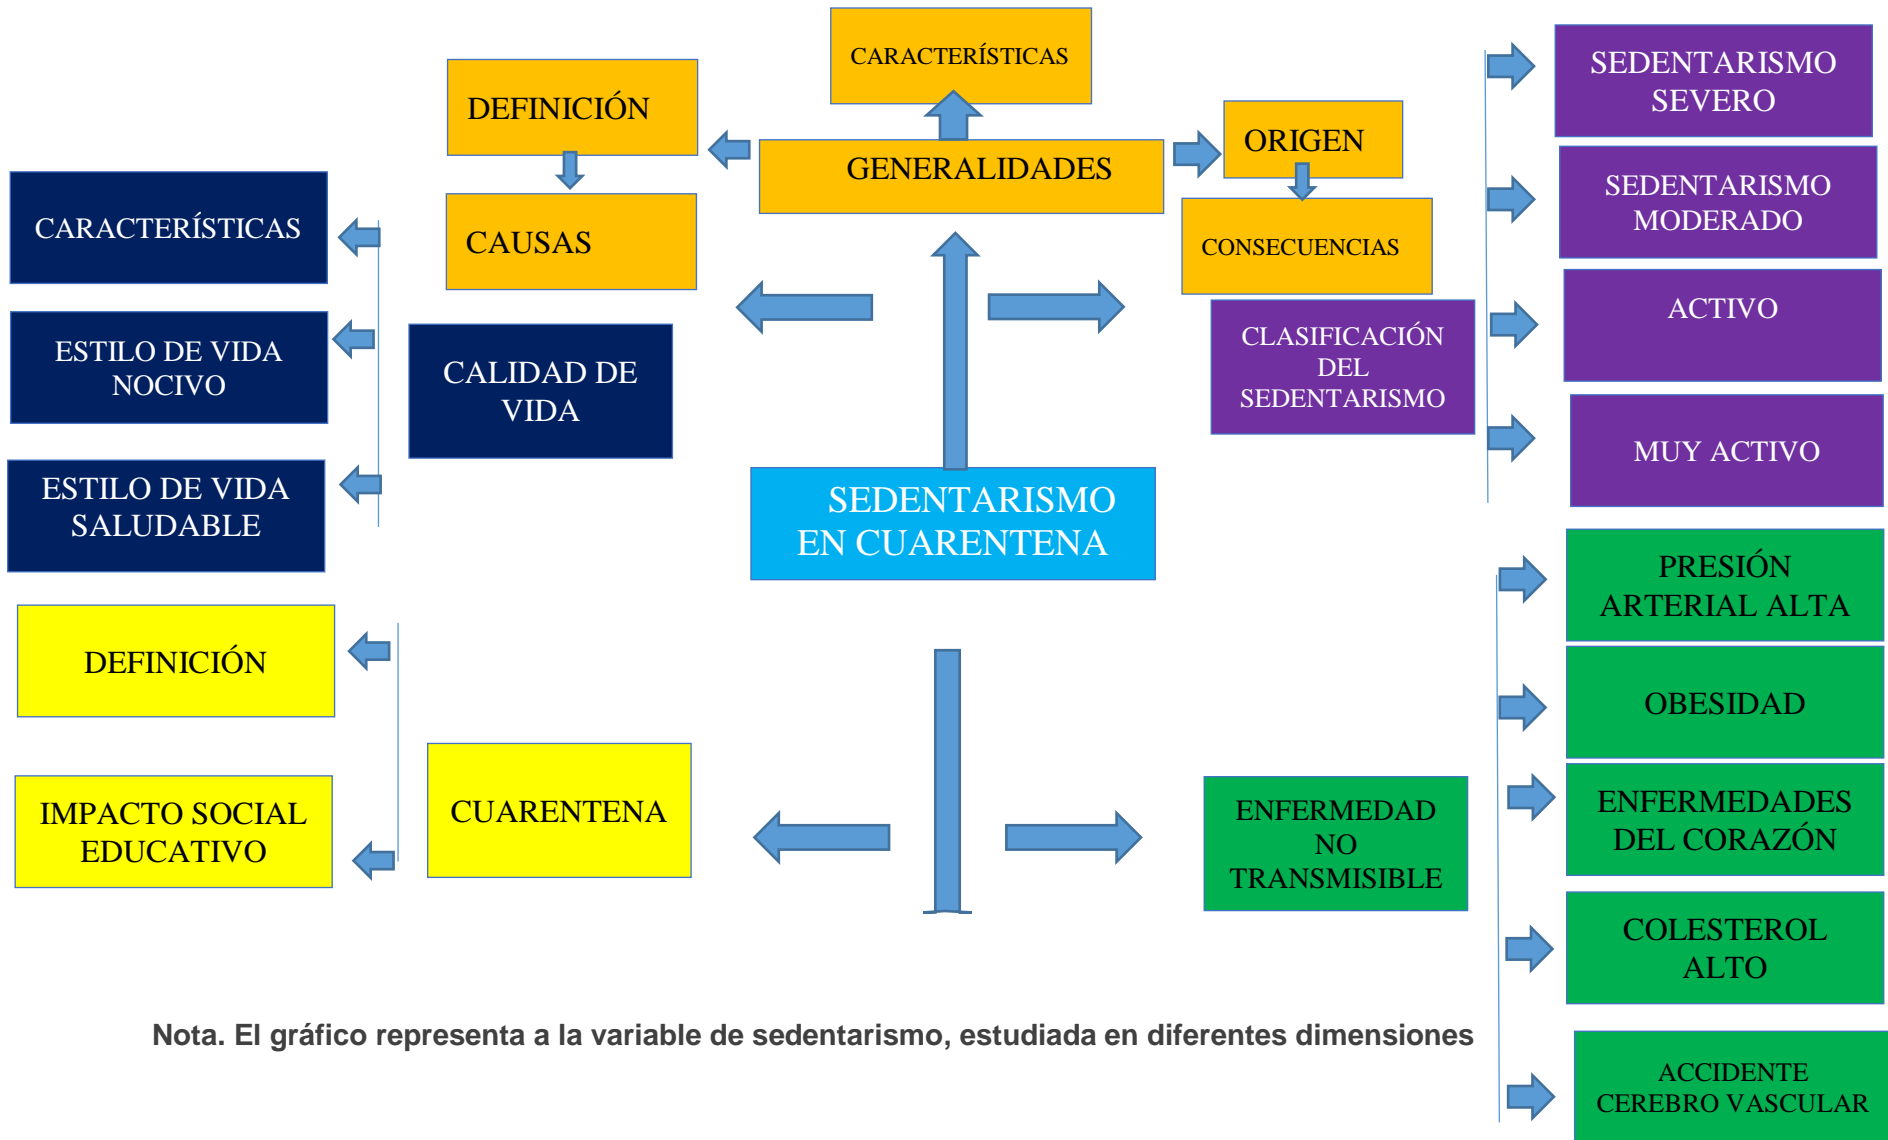 CARACTERÍSTICAS
DEFINICIÓN
GENERALIDADES
ORIGEN
CAUSAS
CONSECUENCIAS
SEDENTARISMO
SEVERO
SEDENTARISMO
MODERADO
ACTIVO
MUY ACTIVO
CLASIFICACIÓN
DEL
SEDENTARISMO
CARACTERÍSTICAS
ESTILO DE VIDA
NOCIVO
ESTILO DE VIDA
SALUDABLE
CALIDAD DE
VIDA
SEDENTARISMO
EN CUARENTENA
DEFINICIÓN
IMPACTO SOCIAL
EDUCATIVO
CUARENTENA
ENFERMEDAD
NO
TRANSMISIBLE
PRESIÓN
ARTERIAL ALTA
OBESIDAD
ENFERMEDADES
DEL CORAZÓN
COLESTEROL
ALTO
ACCIDENTE
CEREBRO VASCULAR
Nota. El gráfico representa a la variable de sedentarismo, estudiada en diferentes dimensiones